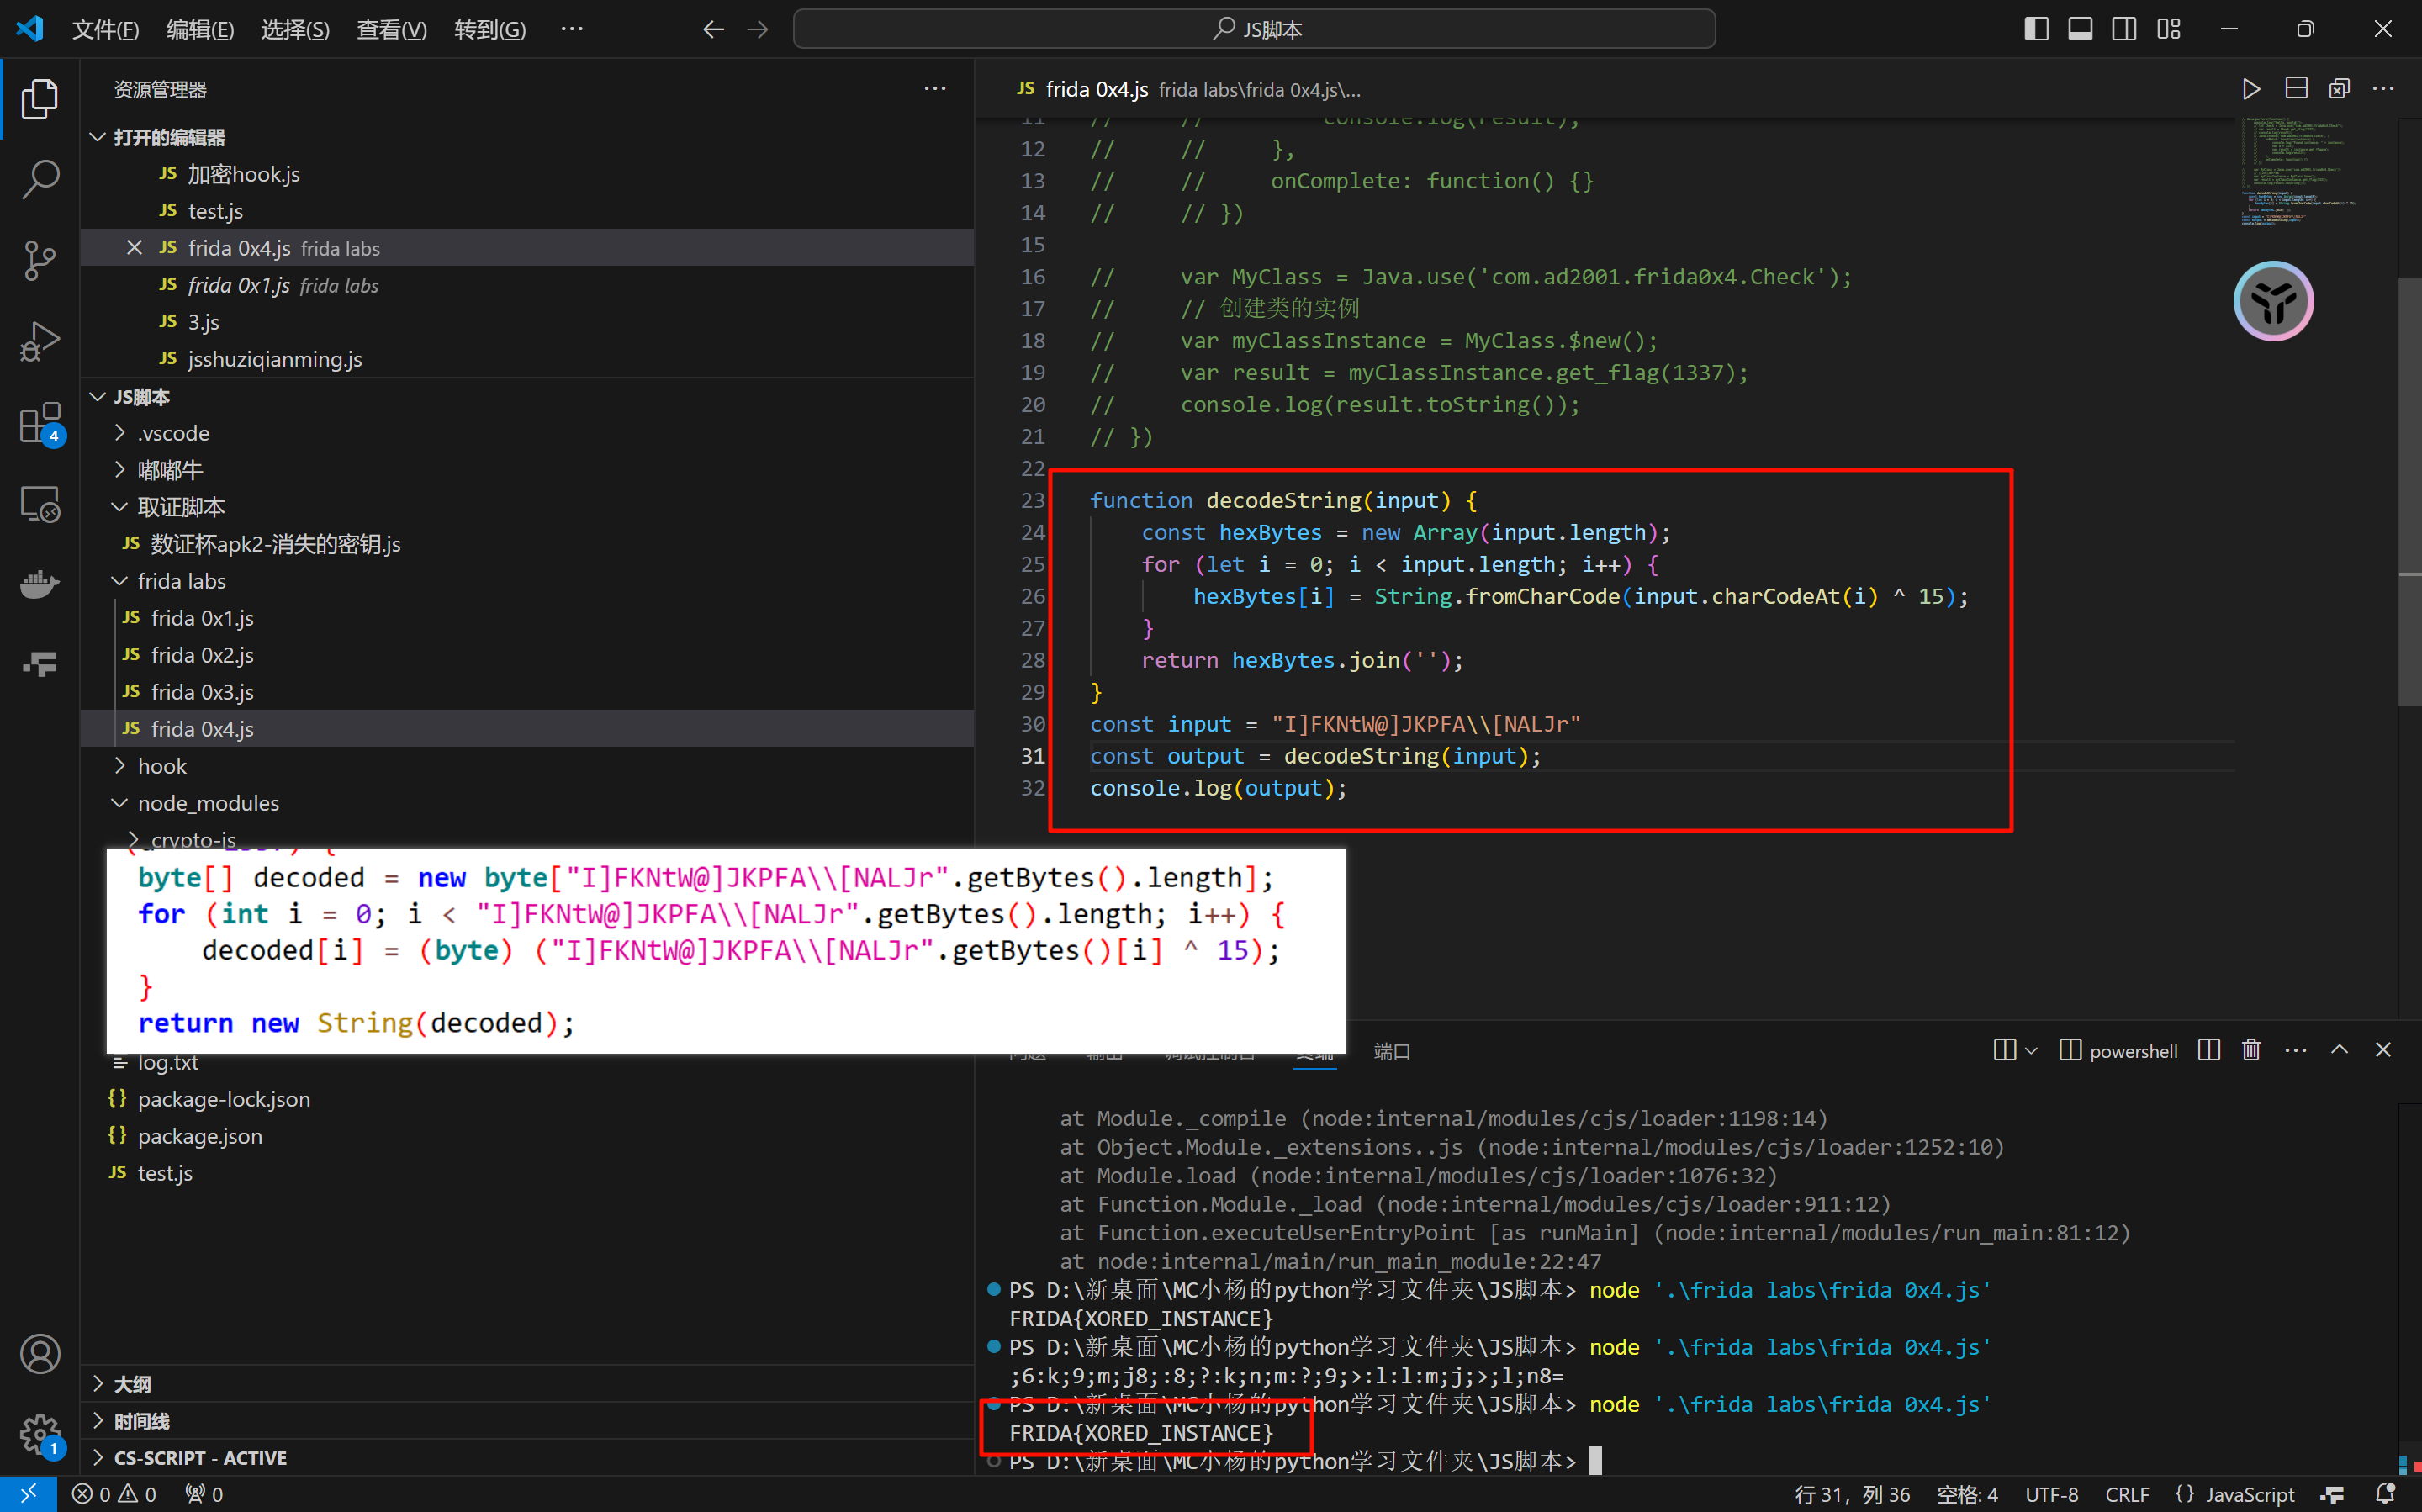 文件(F) 编辑(E) 选择(S) 查看(V) 转到(G) ··· JS脚本
资源管理器 ···
打开的编辑器
JS 加密hook.js
JS test.js
JS frida 0x4.js frida labs
JS frida 0x1.js frida labs
JS 3.js
JS jsshuziqianming.js
JS脚本
.vscode
嘟嘟牛
取证脚本
JS 数证杯apk2-消失的密钥.js
frida labs
JS frida 0x1.js
JS frida 0x2.js
JS frida 0x3.js
JS frida 0x4.js
hook
node_modules
crypto-js
log.txt
{} package-lock.json
{} package.json
JS test.js
大纲
时间线
CS-SCRIPT - ACTIVE
4
1
JS frida 0x4.js frida labs\frida 0x4.js\...
11 // // console.log(result);
12 // // },
13 // // onComplete: function() {}
14 // // })
15
16 // var MyClass = Java.use('com.ad2001.frida0x4.Check');
17 // // 创建类的实例
18 // var myClassInstance = MyClass.$new();
19 // var result = myClassInstance.get_flag(1337);
20 // console.log(result.toString());
21 // })
22
23 function decodeString(input) {
24 const hexBytes = new Array(input.length);
25 for (let i = 0; i < input.length; i++) {
26 hexBytes[i] = String.fromCharCode(input.charCodeAt(i) ^ 15);
27 }
28 return hexBytes.join('');
29 }
30 const input = "I]FKNtW@]JKPFA\\[NALJr"
31 const output = decodeString(input);
32 console.log(output);
byte[] decoded = new byte["I]FKNtW@]JKPFA\\[NALJr".getBytes().length];
for (int i = 0; i < "I]FKNtW@]JKPFA\\[NALJr".getBytes().length; i++) {
decoded[i] = (byte) ("I]FKNtW@]JKPFA\\[NALJr".getBytes()[i] ^ 15);
}
return new String(decoded);
端口 powershell ···
at Module._compile (node:internal/modules/cjs/loader:1198:14)
at Object.Module._extensions..js (node:internal/modules/cjs/loader:1252:10)
at Module.load (node:internal/modules/cjs/loader:1076:32)
at Function.Module._load (node:internal/modules/cjs/loader:911:12)
at Function.executeUserEntryPoint [as runMain] (node:internal/modules/run_main:81:12)
at node:internal/main/run_main_module:22:47
PS D:\新桌面\MC小杨的python学习文件夹\JS脚本> node '.\frida labs\frida 0x4.js'
FRIDA{XORED_INSTANCE}
PS D:\新桌面\MC小杨的python学习文件夹\JS脚本> node '.\frida labs\frida 0x4.js'
;6:k;9;m;j8;:8;?:k;n;m:?;9;>:l:l:m;j;>;l;n8=
PS D:\新桌面\MC小杨的python学习文件夹\JS脚本> node '.\frida labs\frida 0x4.js'
FRIDA{XORED_INSTANCE}
PS D:\新桌面\MC小杨的python学习文件夹\JS脚本>
0 0 0 行 31，列 36 空格: 4 UTF-8 CRLF {} JavaScript